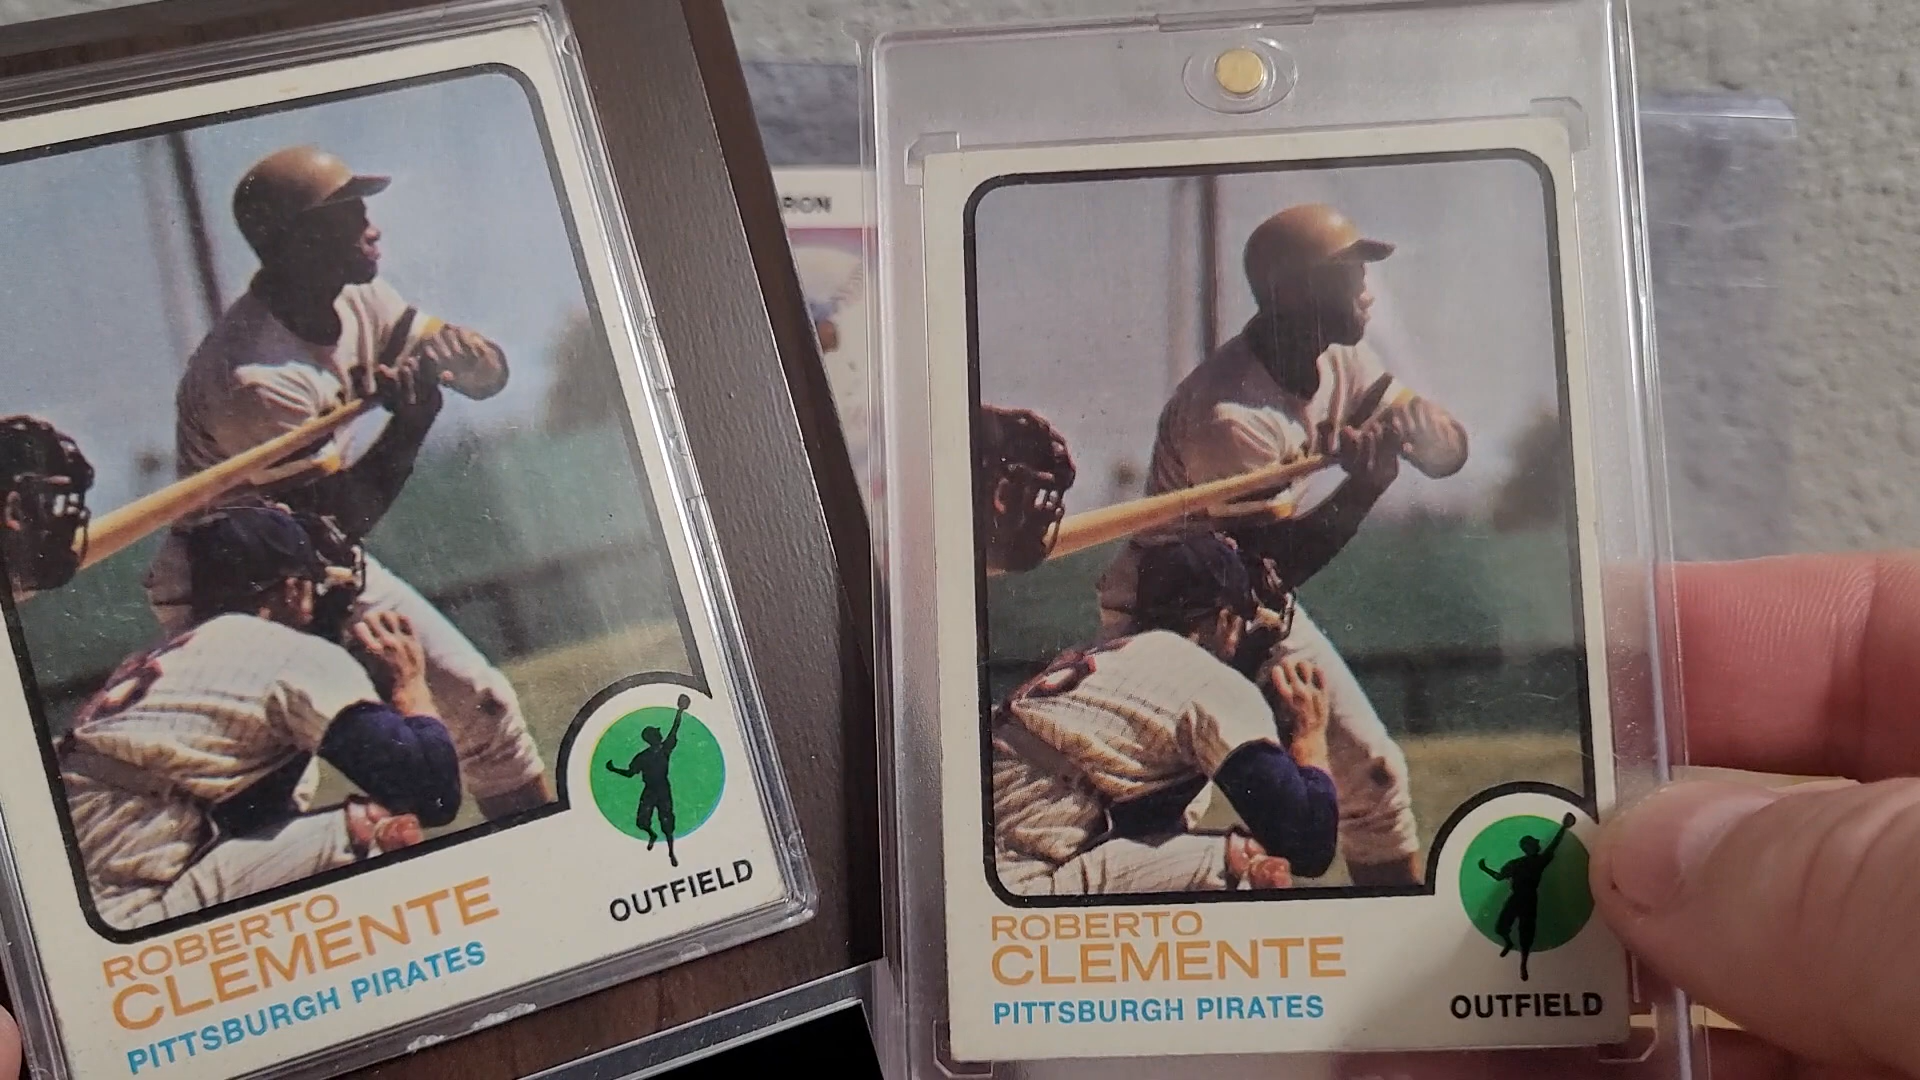 ROBERTO
CLEMENTE
PITTSBURGH PIRATES
OUTFIELD
ROBERTO
CLEMENTE
PITTSBURGH PIRATES
OUTFIELD